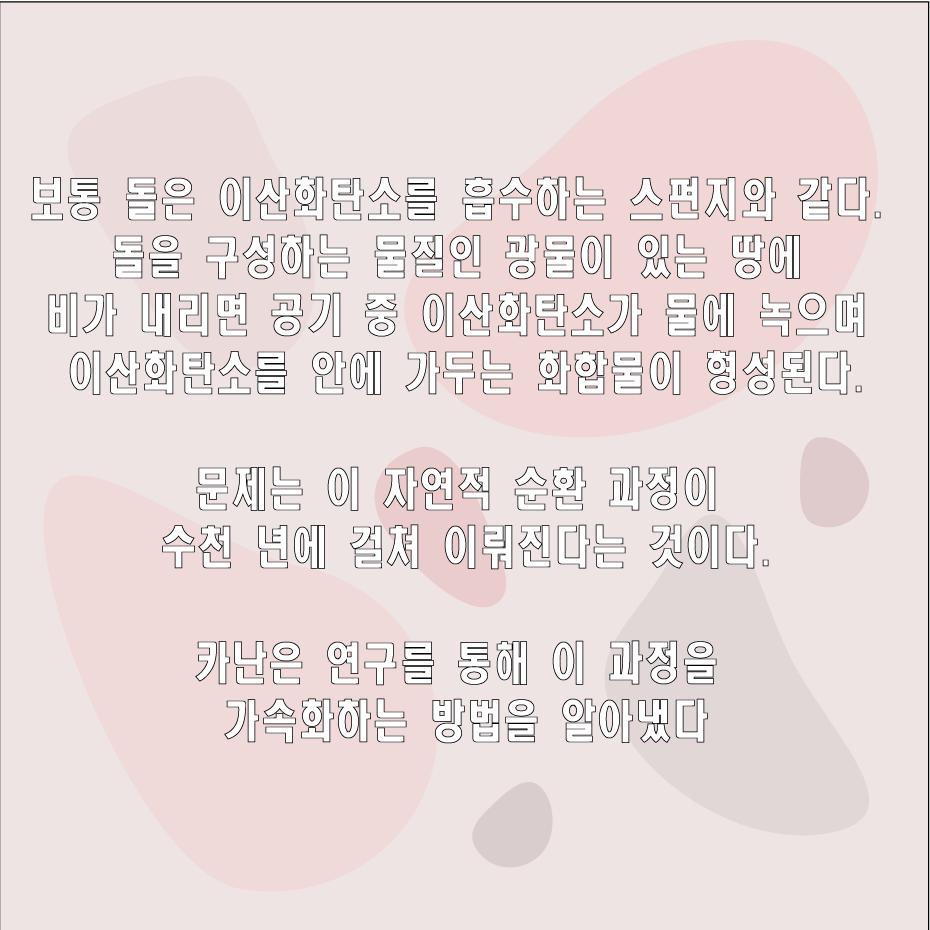 보통 돌은 이산화탄소를 흡수하는 스펀지와 같다.
돌을 구성하는 물질인 광물이 있는 땅에
비가 내리면 공기 중 이산화탄소가 물에 녹으며
이산화탄소를 안에 가두는 화합물이 형성된다.
문제는 이 자연적 순환 과정이
수천 년에 걸쳐 이뤄진다는 것이다.
카난은 연구를 통해 이 과정을
가속화하는 방법을 알아냈다